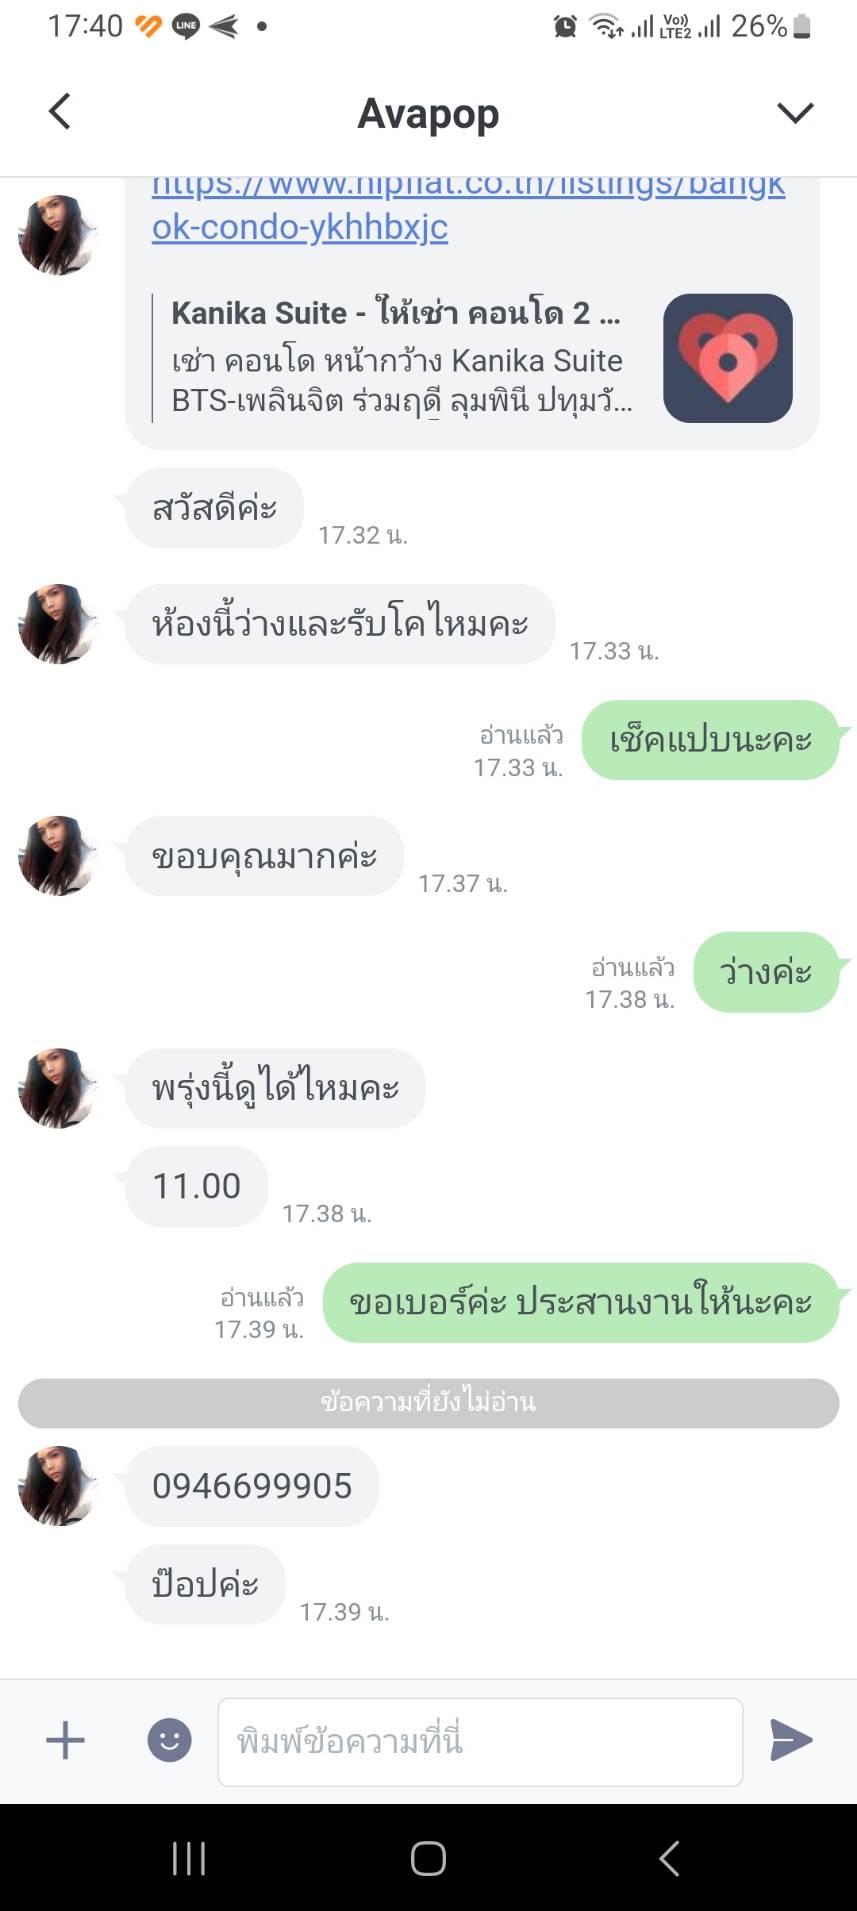 17:40 LINE Vo)) LTE2 26%
Avapop
https://www.hipflat.co.th/listings/bangk
ok-condo-ykhhbxjc
Kanika Suite - ให้เช่า คอนโด 2 ...
เช่า คอนโด หน้ากว้าง Kanika Suite
BTS-เพลินจิต ร่วมฤดี ลุมพินี ปทุมวั...
สวัสดีค่ะ
17.32 น.
ห้องนี้ว่างและรับโคไหมคะ
17.33 น.
เช็คแปบนะคะ
อ่านแล้ว
17.33 น.
ขอบคุณมากค่ะ
17.37 น.
ว่างค่ะ
อ่านแล้ว
17.38 น.
พรุ่งนี้ดูได้ไหมคะ
11.00
17.38 น.
ขอเบอร์ค่ะ ประสานงานให้นะคะ
อ่านแล้ว
17.39 น.
ข้อความที่ยังไม่อ่าน
0946699905
ป๊อปค่ะ
17.39 น.
พิมพ์ข้อความที่นี่